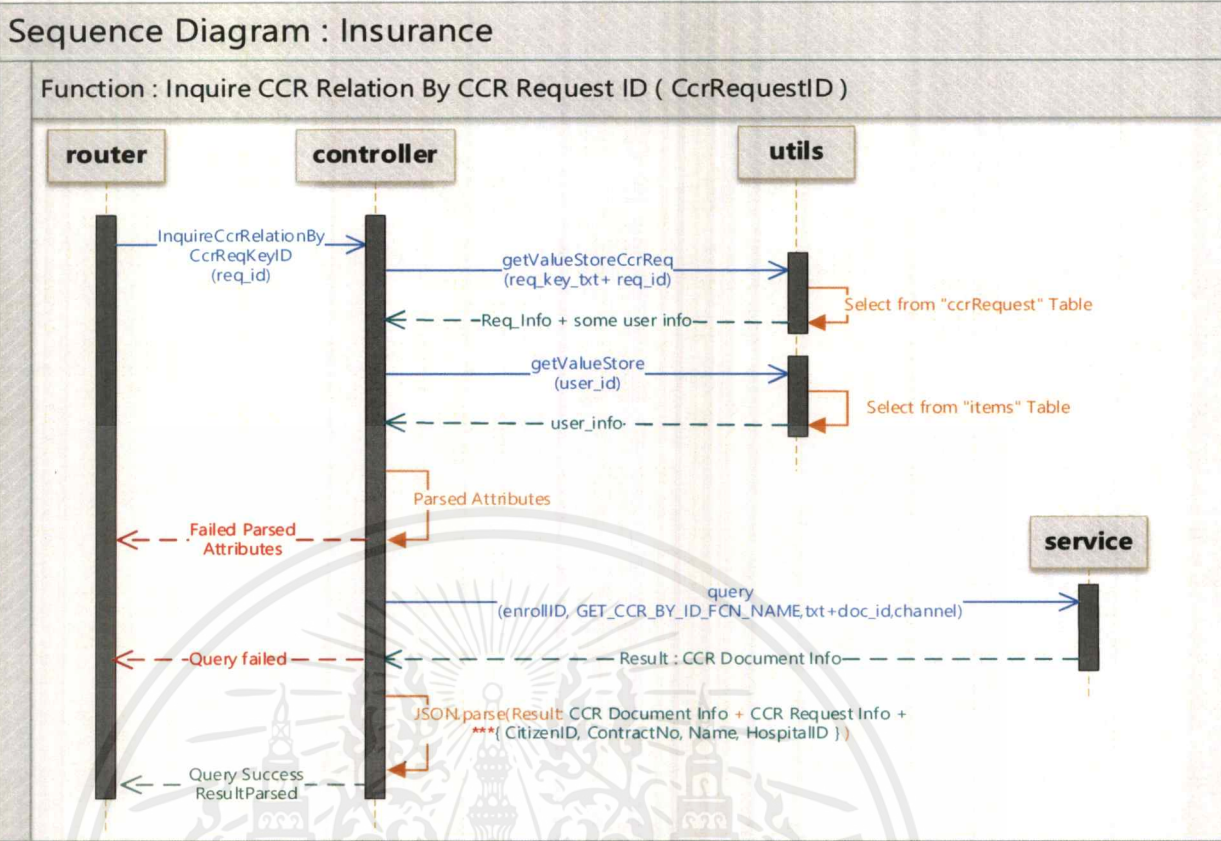 Sequence Diagram : Insurance
Function : Inquire CCR Relation By CCR Request ID ( CcrRequestID )
router
controller
utils
InquireCcrRelationBy
CcrReqKeyID
(req_id)
getValueStoreCcrReq
(req_key_txt+ req_id)
Select from "ccrRequest" Table
Req_Info + some user info
getValueStore
(user_id)
Select from "items" Table
user_info
Parsed Attributes
Failed Parsed
Attributes
service
query
(enrollID, GET_CCR_BY_ID_FCN_NAME,txt+doc_id,channel)
Query failed
Result : CCR Document Info
JSON.parse(Result: CCR Document Info + CCR Request Info +
***{ CitizenID, ContractNo, Name, HospitalID } )
Query Success
ResultParsed